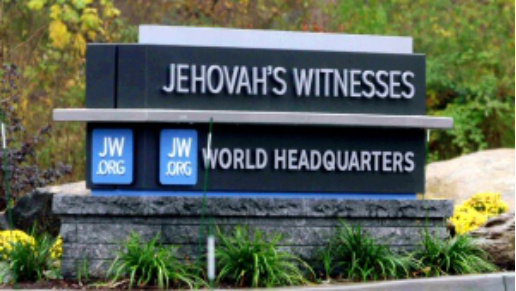 JEHOVAH'S WITNESSES
JW
.ORG
JW
.ORG
WORLD HEADQUARTERS